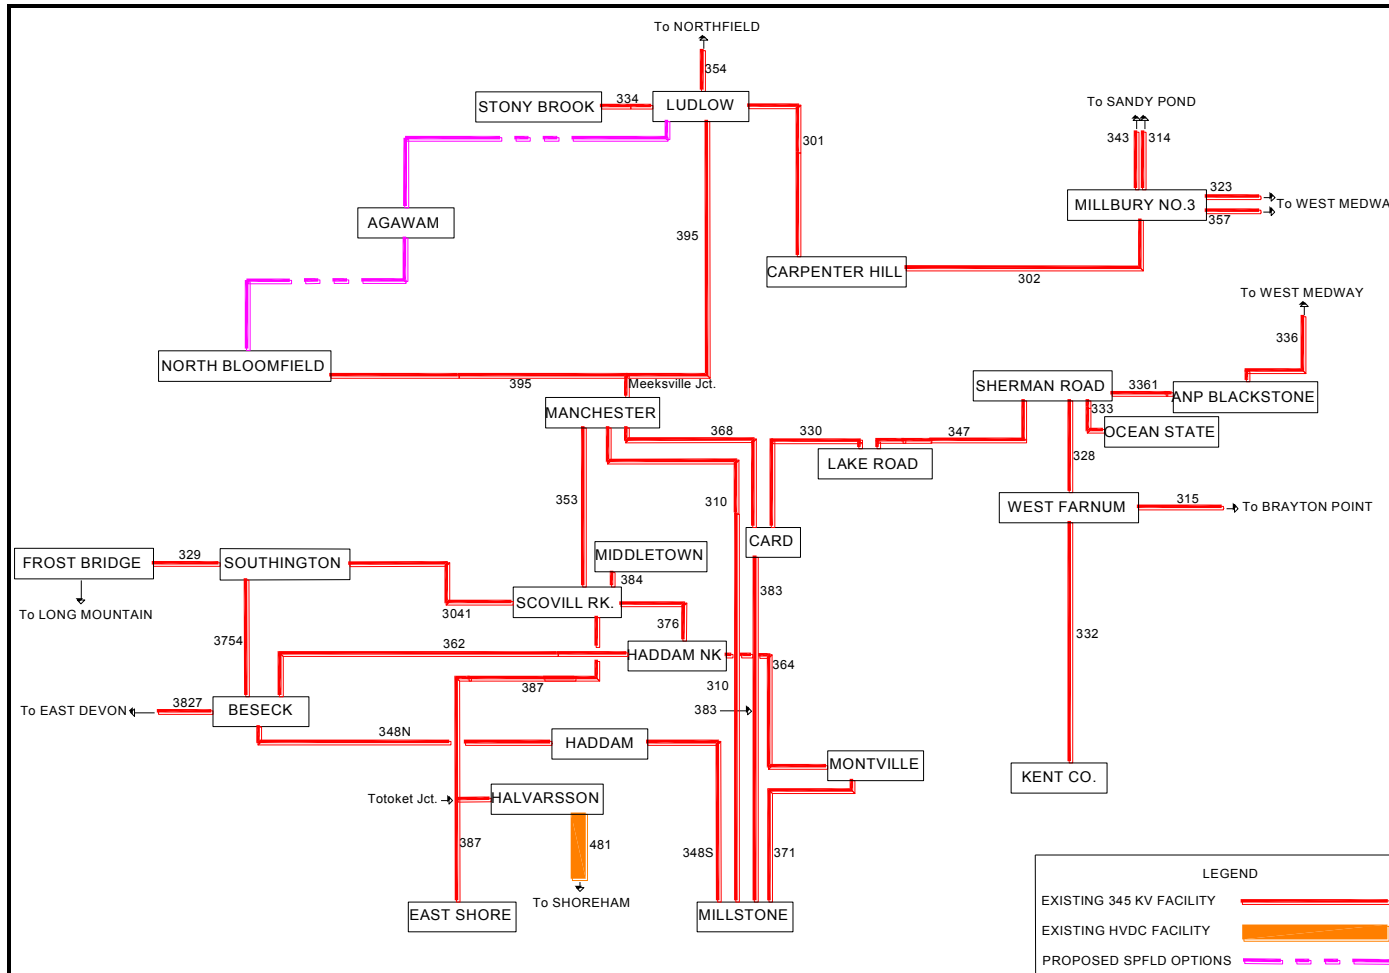 To NORTHFIELD
354
STONY BROOK
334
LUDLOW
To SANDY POND
343
314
301
323
MILLBURY NO.3
To WEST MEDWA
357
AGAWAM
395
CARPENTER HILL
302
To WEST MEDWAY
336
NORTH BLOOMFIELD
395
Meeksville Jct.
SHERMAN ROAD
3361
ANP BLACKSTONE
333
MANCHESTER
OCEAN STATE
368
330
347
LAKE ROAD
328
353
310
WEST FARNUM
315
To BRAYTON POINT
CARD
FROST BRIDGE
329
SOUTHINGTON
MIDDLETOWN
384
383
To LONG MOUNTAIN
3041
SCOVILL RK.
376
3754
362
HADDAM NK
364
332
387
310
To EAST DEVON
3827
BESECK
383
348N
HADDAM
MONTVILLE
KENT CO.
Totoket Jct.
HALVARSSON
387
481
348S
371
To SHOREHAM
EAST SHORE
MILLSTONE
LEGEND
EXISTING 345 KV FACILITY
EXISTING HVDC FACILITY
PROPOSED SPFLD OPTIONS